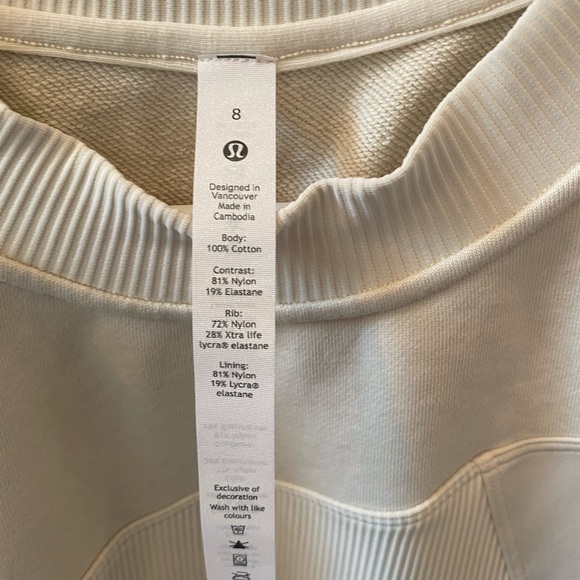 8
Designed in
Vancouver
Made in
Cambodia
Body:
100% Cotton
Contrast:
81% Nylon
19% Elastane
Rib:
72% Nylon
28% Xtra life
lycra® elastane
Lining:
81% Nylon
19% Lycra®
elastane
Exclusive of
decoration
Wash with like
colours